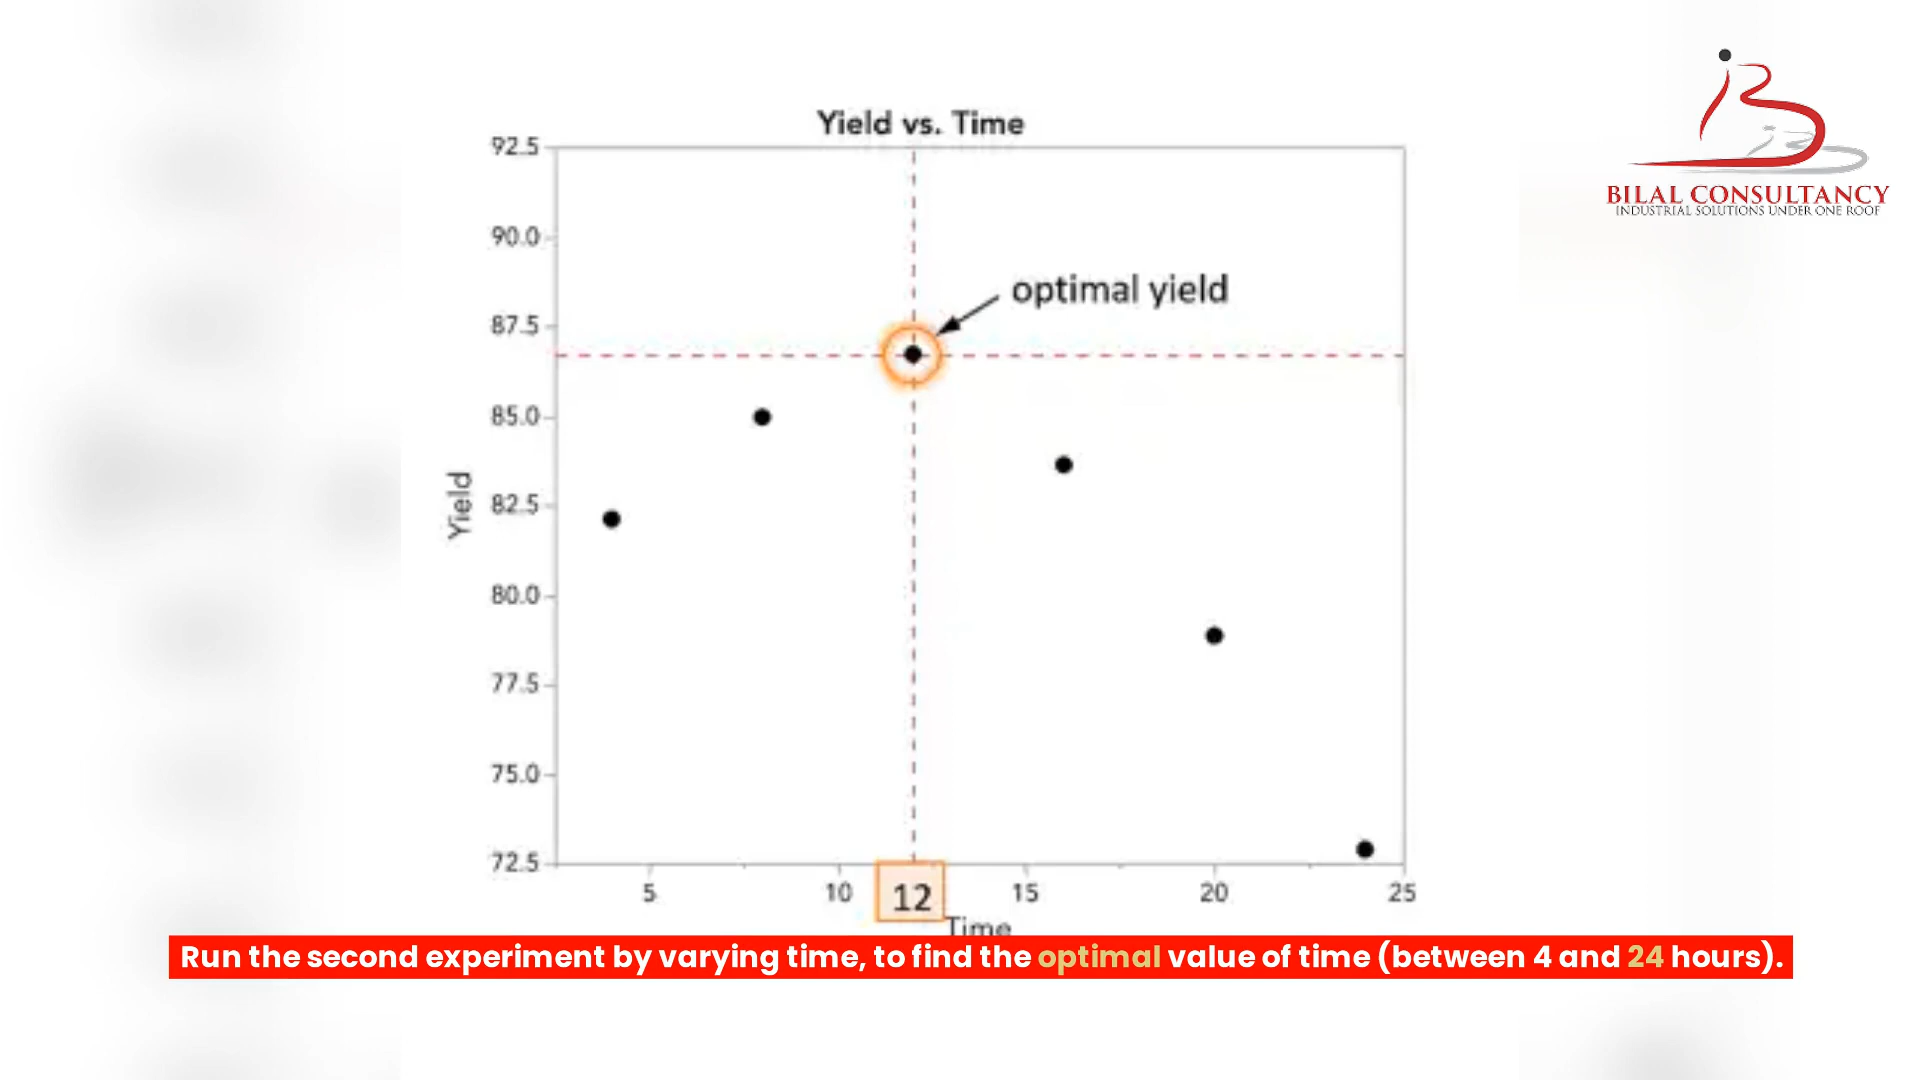 Yield vs. Time
92.5
90.0
87.5
85.0
82.5
80.0
77.5
75.0
72.5
Yield
optimal yield
5
10
12
15
20
25
Time
BILAL CONSULTANCY
INDUSTRIAL SOLUTIONS UNDER ONE ROOF
Run the second experiment by varying time, to find the optimal value of time (between 4 and 24 hours).